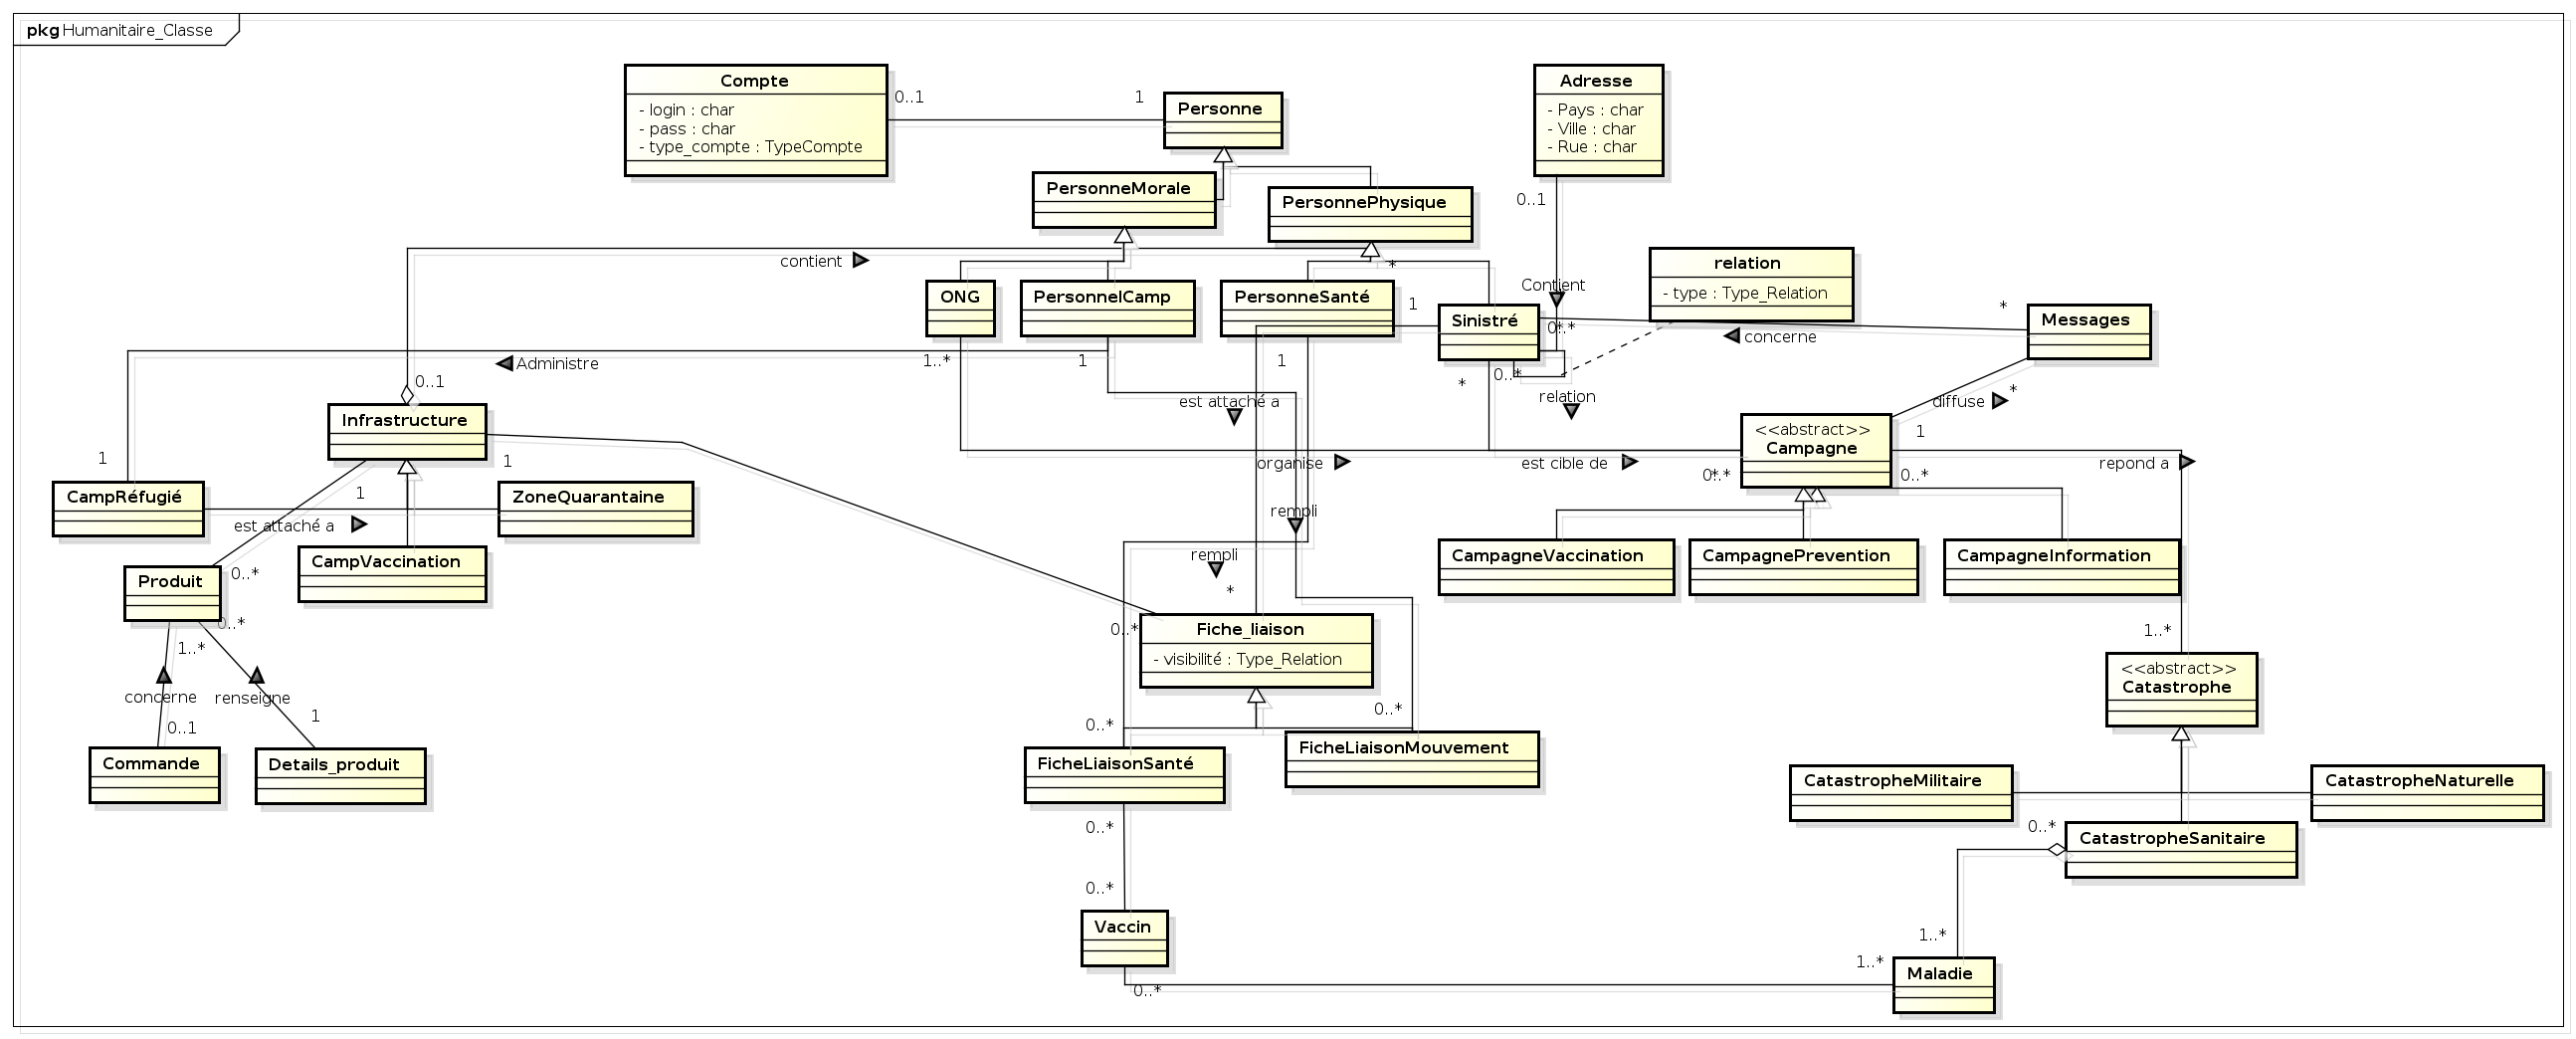 pkg Humanitaire_Classe
Compte
- login : char
- pass : char
- type_compte : TypeCompte
0..1
1
Personne
Adresse
- Pays : char
- Ville : char
- Rue : char
0..1
PersonneMorale
PersonnePhysique
contient
*
ONG
PersonnelCamp
PersonneSanté
1
Contient
relation
- type : Type_Relation
Sinistré
0..*
*
Messages
concerne
Administre
1..*
1
1
0..1
*
0..*
relation
est attaché a
diffuse
*
Infrastructure
1
<<abstract>>
Campagne
1
organise
est cible de
0..*
*
0..*
repond a
1
CampRéfugié
1
ZoneQuarantaine
est attaché a
rempli
rempli
CampVaccination
CampagneVaccination
CampagnePrevention
CampagneInformation
Produit
0..*
*
0..*
1..*
0..*
Fiche_liaison
- visibilité : Type_Relation
1..*
<<abstract>>
Catastrophe
concerne
renseigne
0..1
1
0..*
0..*
Commande
Details_produit
FicheLiaisonSanté
FicheLiaisonMouvement
CatastropheMilitaire
CatastropheNaturelle
0..*
0..*
CatastropheSanitaire
0..*
Vaccin
1..*
1..*
0..*
Maladie